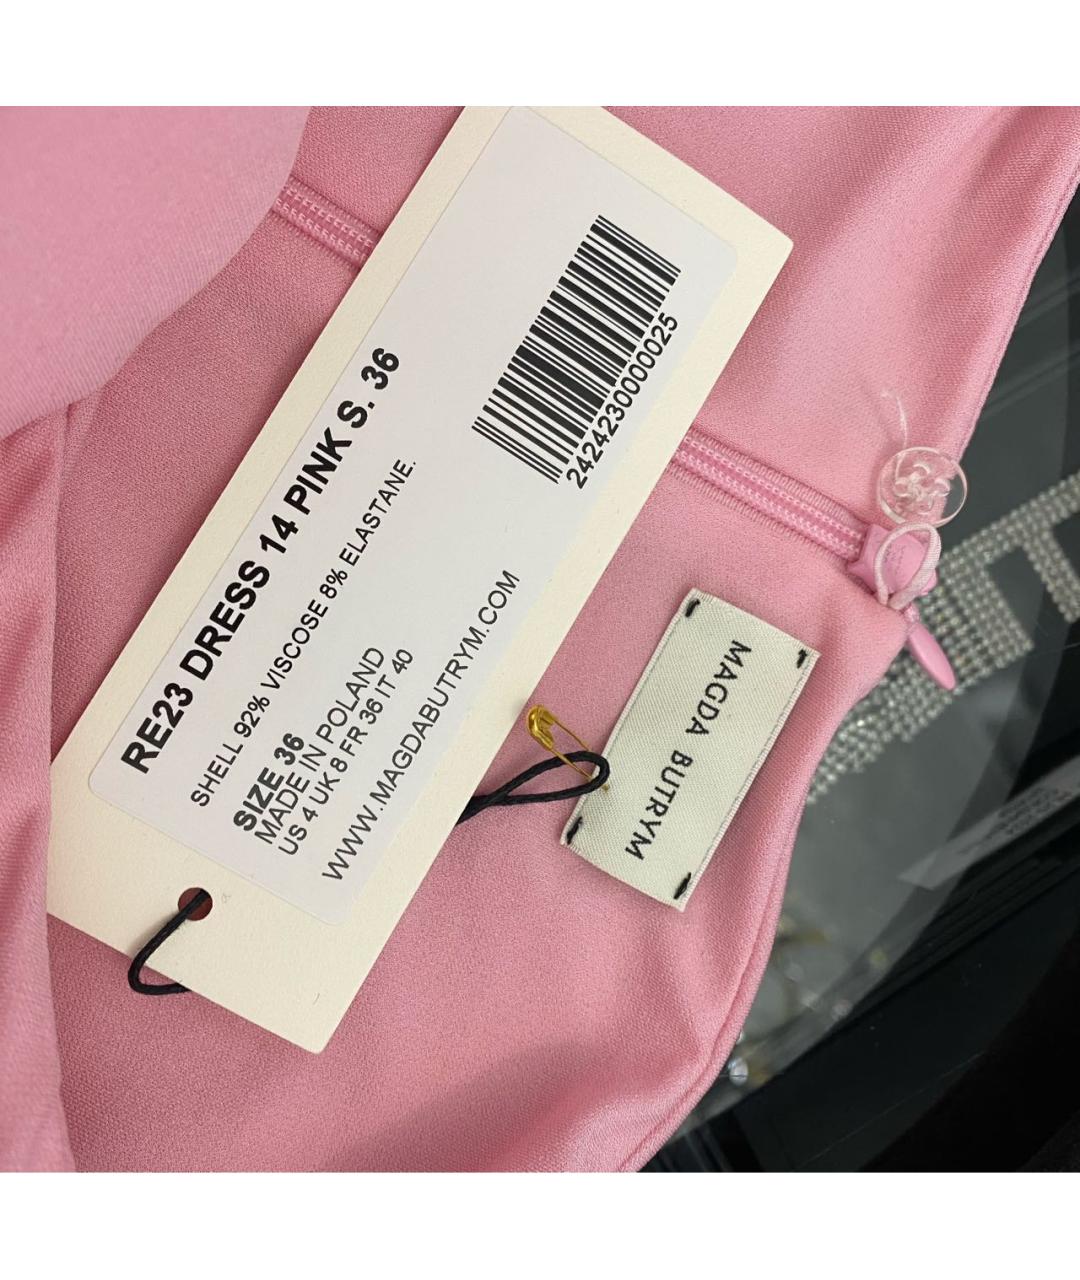 RE23 DRESS 14 PINK S. 36
SHELL 92% VISCOSE 8% ELASTANE.
SIZE 36
MADE IN POLAND
US 4 UK 8 FR 36 IT 40
WWW.MAGDABUTRYM.COM
2424230000025
MAGDA BUTRYM